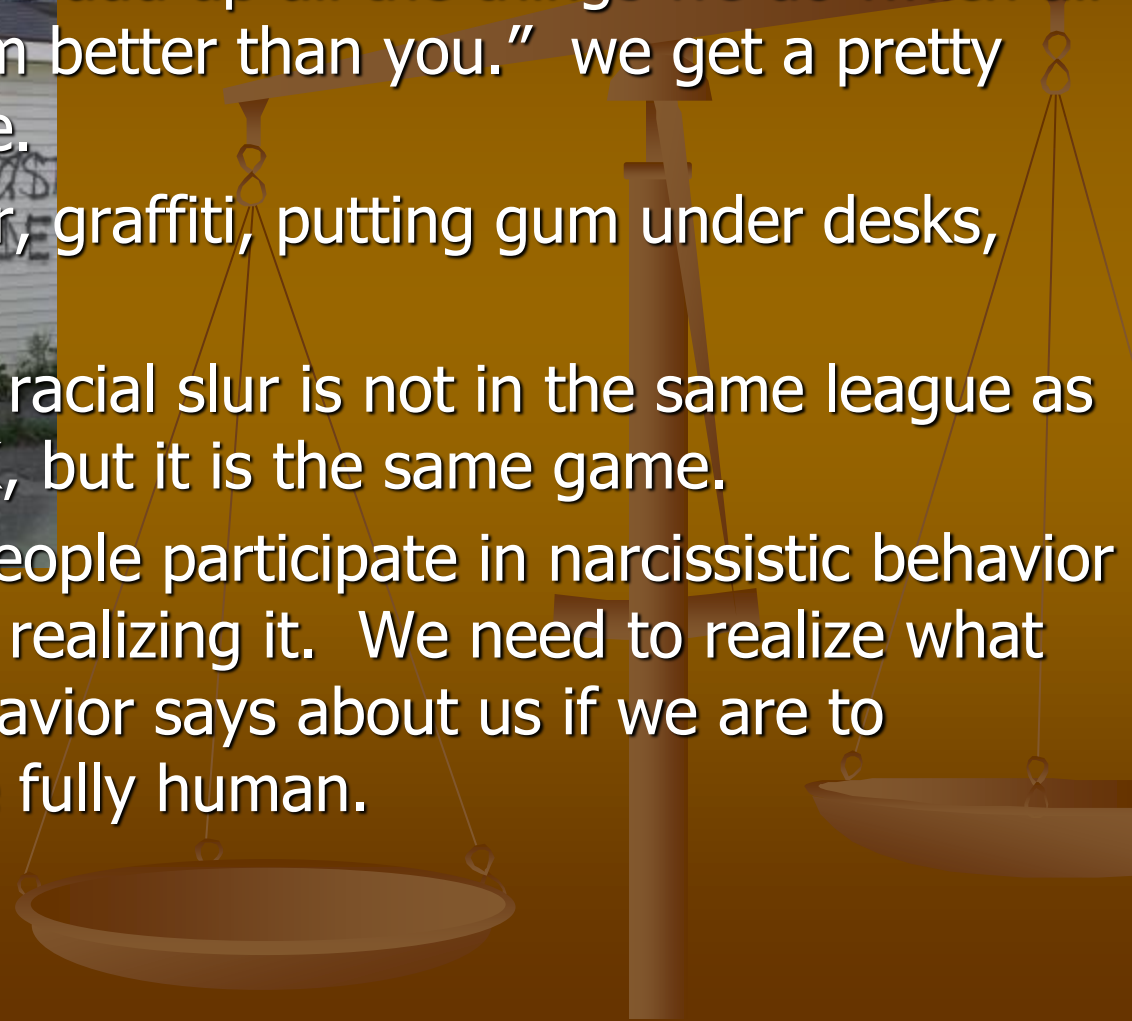 m better than you.” we get a pretty
e.
r, graffiti, putting gum under desks,
racial slur is not in the same league as
, but it is the same game.
eople participate in narcissistic behavior
realizing it. We need to realize what
avior says about us if we are to
fully human.